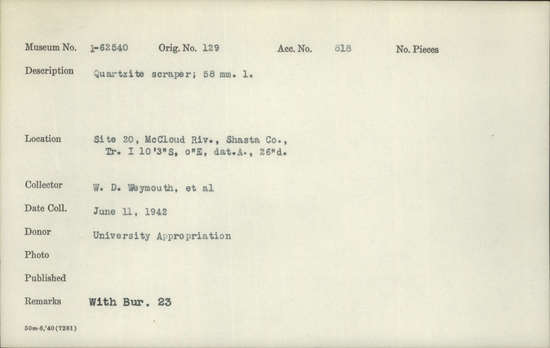 Museum No. 1-62540 Orig. No. 129 Acc. No. 818 No. Pieces
Description Quartzite scraper; 58 mm. l.
Location Site 20, McCloud Riv., Shasta Co.,
Tr. I 10'3"S, 0"E, dat.A., 26"d.
Collector W. D. Weymouth, et al
Date Coll. June 11, 1942
Donor University Appropriation
Photo
Published
Remarks With Bur. 23
50m-6,'40(7281)